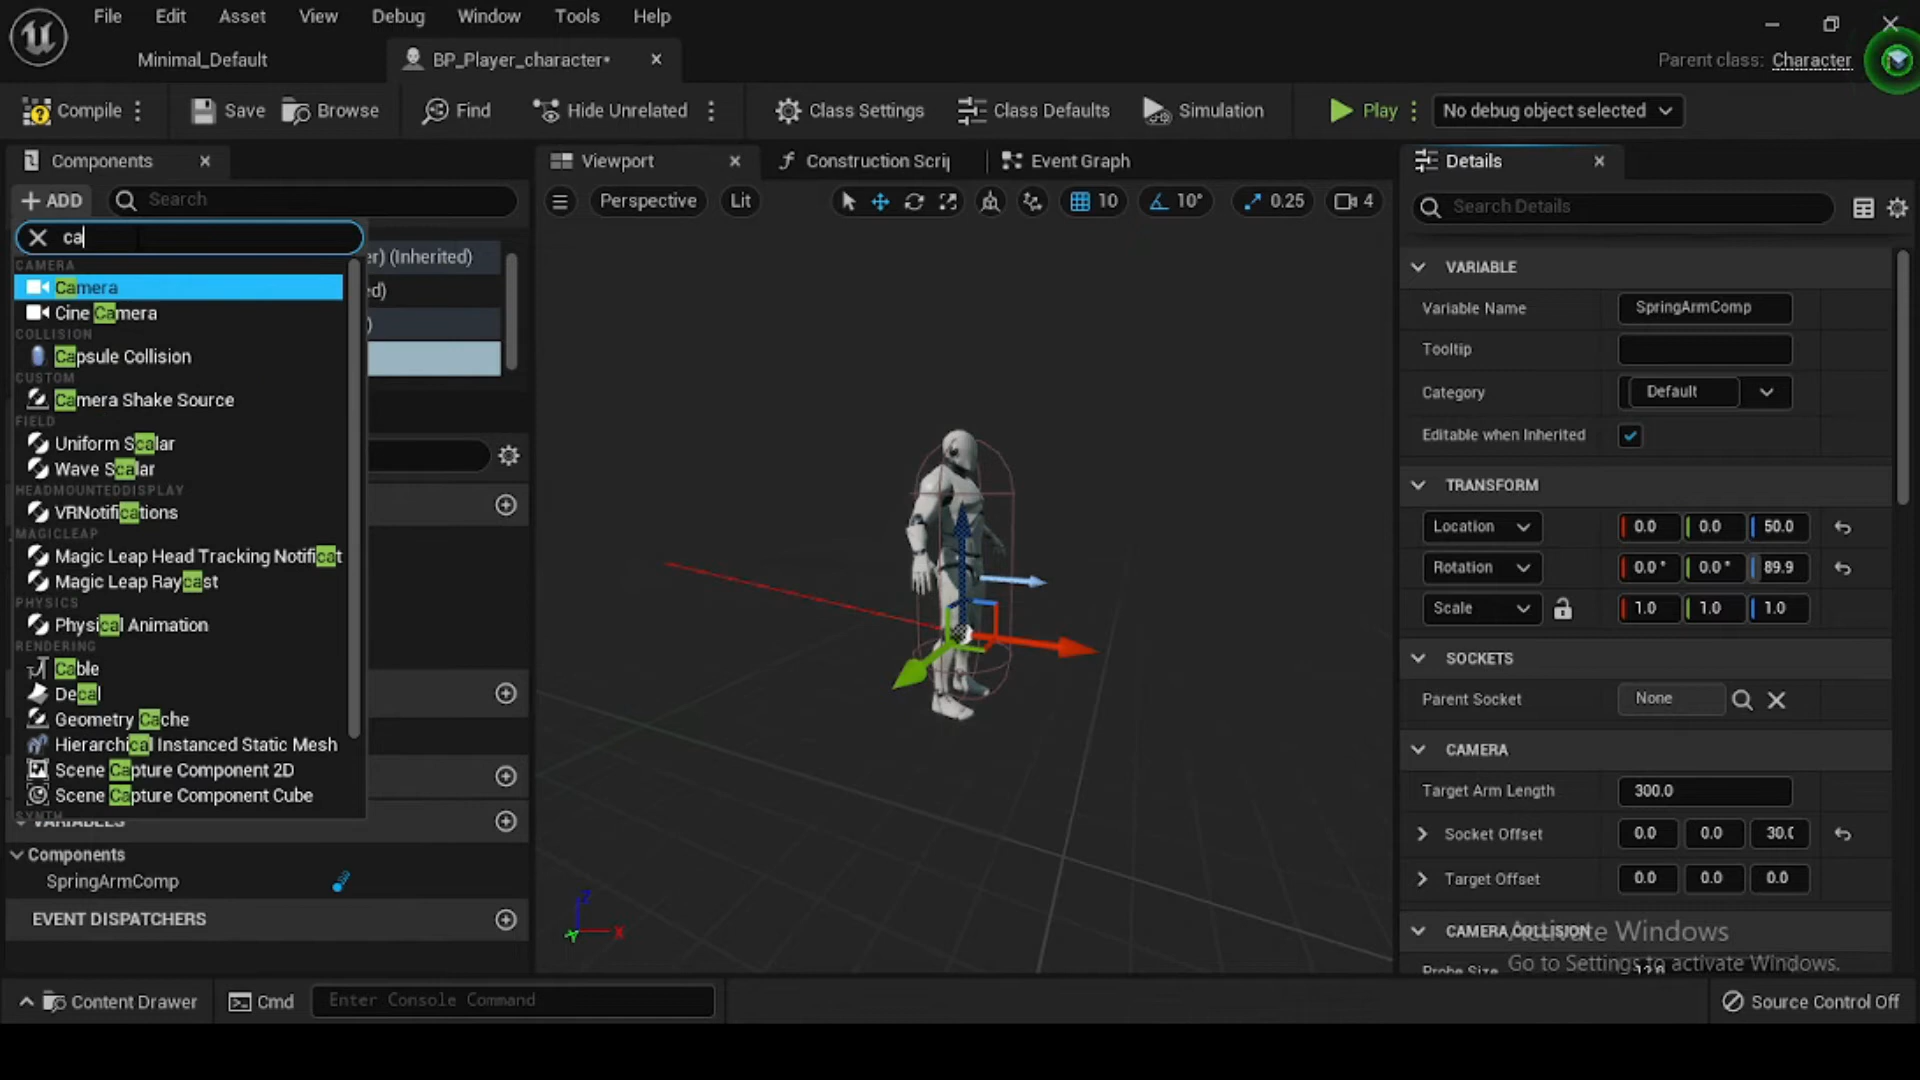 File Edit Asset View Debug Window Tools Help
Minimal_Default
BP_Player_character•
Parent class: Character
Compile Save Browse Find Hide Unrelated Class Settings Class Defaults Simulation Play No debug object selected
Components Viewport Construction Scrip Event Graph Details
+ ADD Search
Perspective Lit 10 10° 0.25 4
Search Details
ca
CAMERA
Camera
Cine Camera
COLLISION
Capsule Collision
CUSTOM
Camera Shake Source
FIELD
Uniform Scalar
Wave Scalar
HEADMOUNTEDDISPLAY
VRNotifications
MAGICLEAP
Magic Leap Head Tracking Notificat
Magic Leap Raycast
PHYSICS
Physical Animation
RENDERING
Cable
Decal
Geometry Cache
Hierarchical Instanced Static Mesh
Scene Capture Component 2D
Scene Capture Component Cube
SYNTH
er) (Inherited)
ed)
)
VARIABLES
Components
SpringArmComp
EVENT DISPATCHERS
VARIABLE
Variable Name SpringArmComp
Tooltip
Category Default
Editable when Inherited
TRANSFORM
Location 0.0 0.0 50.0
Rotation 0.0° 0.0° 89.9
Scale 1.0 1.0 1.0
SOCKETS
Parent Socket None
CAMERA
Target Arm Length 300.0
Socket Offset 0.0 0.0 30.(
Target Offset 0.0 0.0 0.0
CAMERA COLLISION
Probe Size 12.0
Activate Windows
Go to Settings to activate Windows.
Z
X
Y
Content Drawer Cmd Enter Console Command Source Control Off